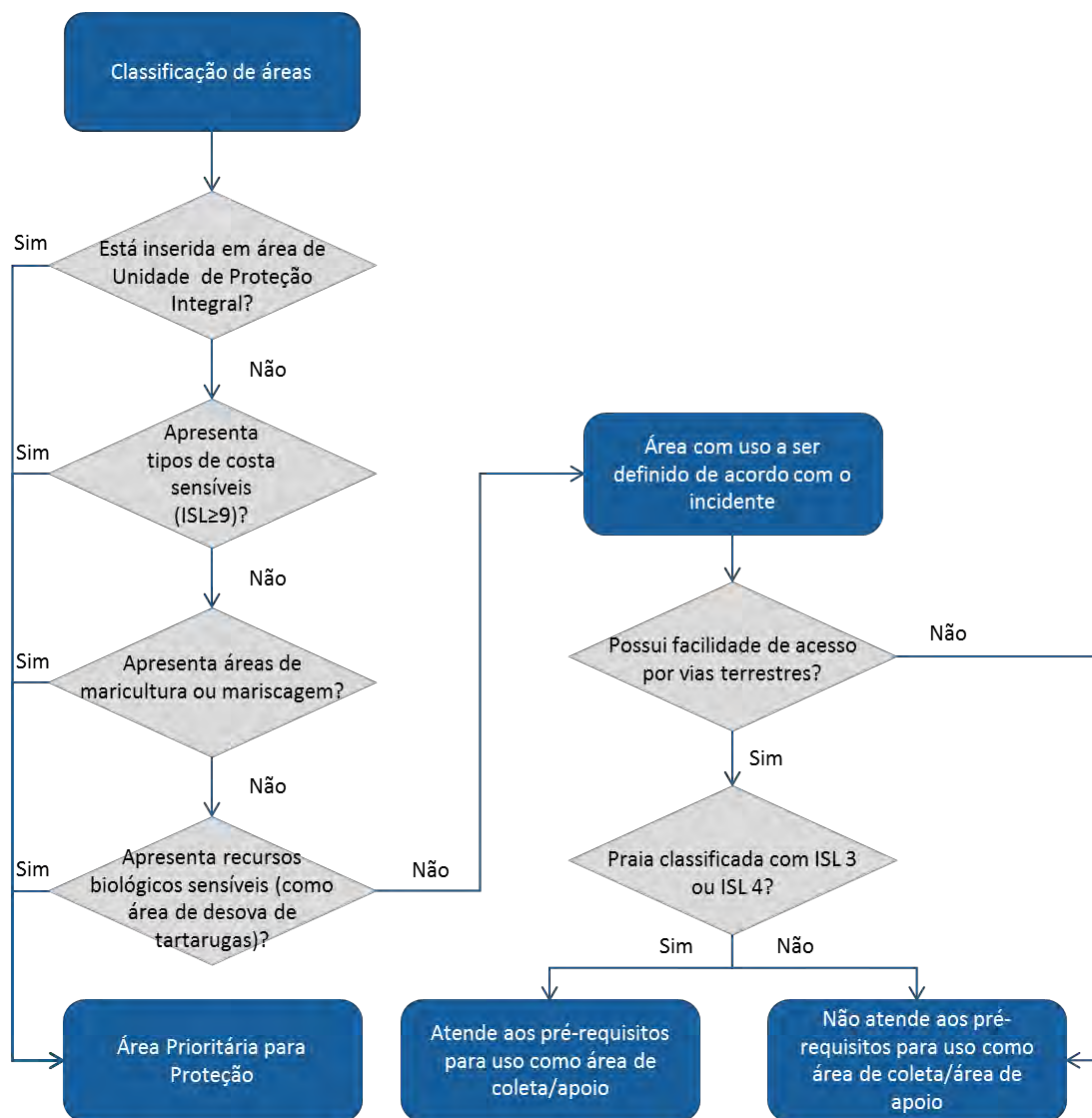 Classificação de áreas
Sim
Está inserida em área de
Unidade de Proteção
Integral?
Não
Sim
Apresenta
tipos de costa
sensíveis
(ISL≥9)?
Área com uso a ser
definido de acordo com o
incidente
Não
Sim
Apresenta áreas de
maricultura ou mariscagem?
Possui facilidade de acesso
por vias terrestres?
Não
Não
Sim
Sim
Apresenta recursos
biológicos sensíveis (como
área de desova de
tartarugas)?
Não
Praia classificada com ISL 3
ou ISL 4?
Sim
Não
Área Prioritária para
Proteção
Atende aos pré-requisitos
para uso como área de
coleta/apoio
Não atende aos pré-
requisitos para uso como
área de coleta/área de
apoio